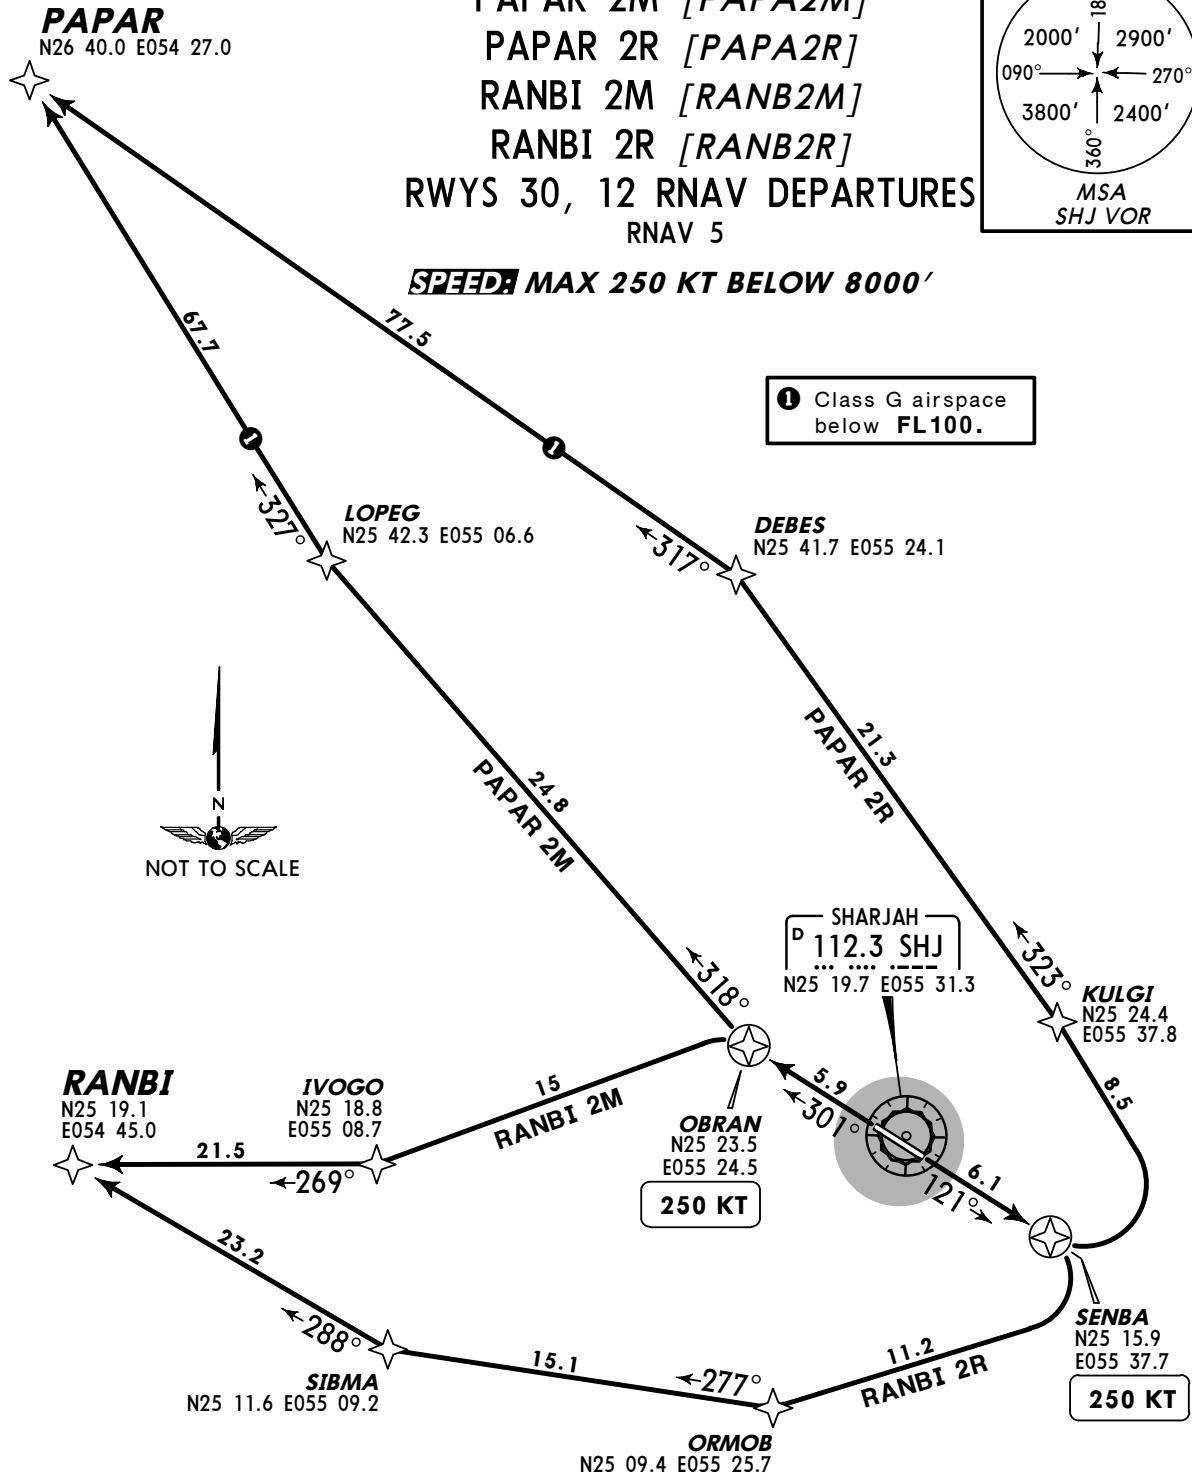 PAPAR 2M [PAPA2M]
PAPAR
N26 40.0 E054 27.0
PAPAR 2R [PAPA2R]
RANBI 2M [RANB2M]
RANBI 2R [RANB2R]
RWYS 30, 12 RNAV DEPARTURES
RNAV 5
SPEED: MAX 250 KT BELOW 8000'
18
2000' 2900'
090° 270°
3800' 2400'
360°
MSA
SHJ VOR
67.7
77.5
1 Class G airspace
below FL100.
1
1
327°
LOPEG
N25 42.3 E055 06.6
317°
DEBES
N25 41.7 E055 24.1
24.8
PAPAR 2M
21.3
PAPAR 2R
N
NOT TO SCALE
SHARJAH
D 112.3 SHJ
N25 19.7 E055 31.3
318°
323°
KULGI
N25 24.4
E055 37.8
8.5
RANBI
N25 19.1
E054 45.0
IVOGO
N25 18.8
E055 08.7
15
RANBI 2M
21.5
269°
OBRAN
N25 23.5
E055 24.5
250 KT
5.9
301°
6.1
121°
23.2
288°
SIBMA
N25 11.6 E055 09.2
15.1
277°
11.2
RANBI 2R
ORMOB
N25 09.4 E055 25.7
SENBA
N25 15.9
E055 37.7
250 KT